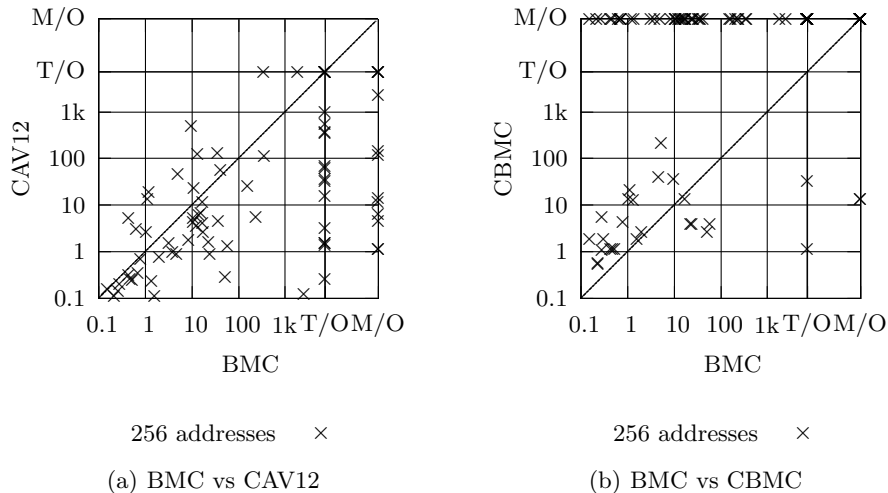 M/O
T/O
1k
100
10
1
0.1
CAV12
0.1 1 10 100 1k T/O M/O
BMC
256 addresses ×
(a) BMC vs CAV12
M/O
T/O
1k
100
10
1
0.1
CBMC
0.1 1 10 100 1k T/O M/O
BMC
256 addresses ×
(b) BMC vs CBMC